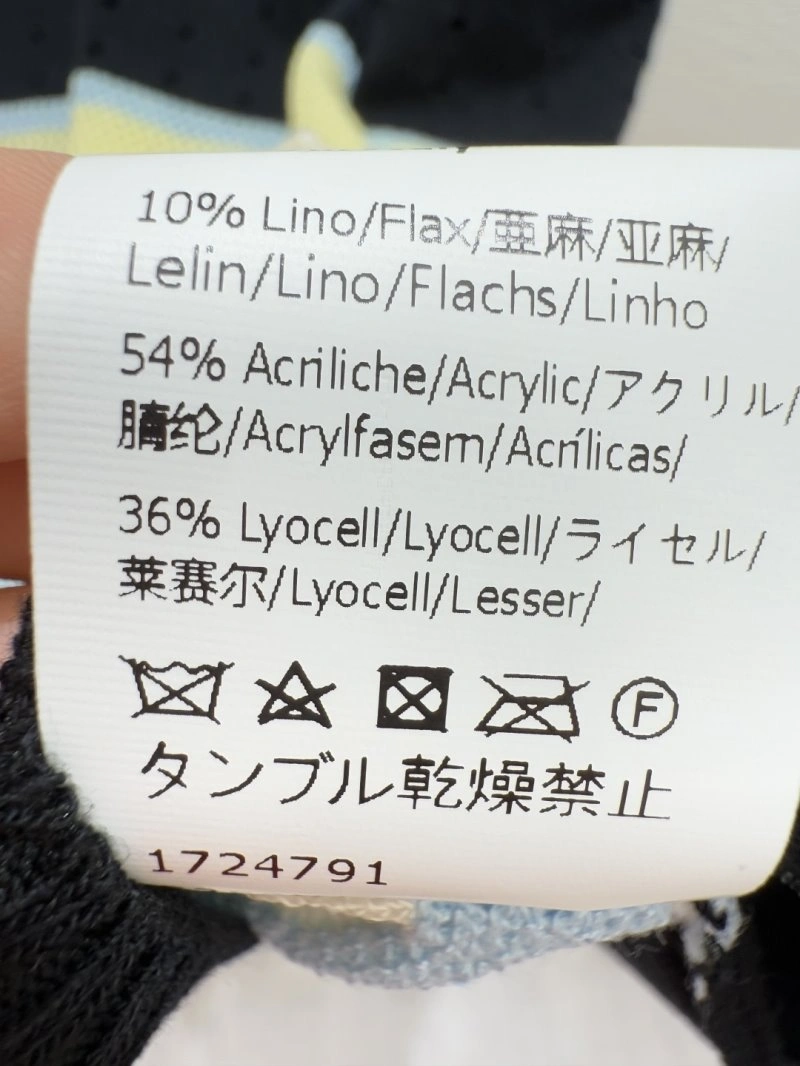 10% Lino/Flax/亜麻/亚麻/
Lelin/Lino/Flachs/Linho
54% Acriliche/Acrylic/アクリル/
腈纶/Acrylfasern/Acrílicas/
36% Lyocell/Lyocell/ライセル/
莱赛尔/Lyocell/Lesser/
F
タンブル乾燥禁止
1724791